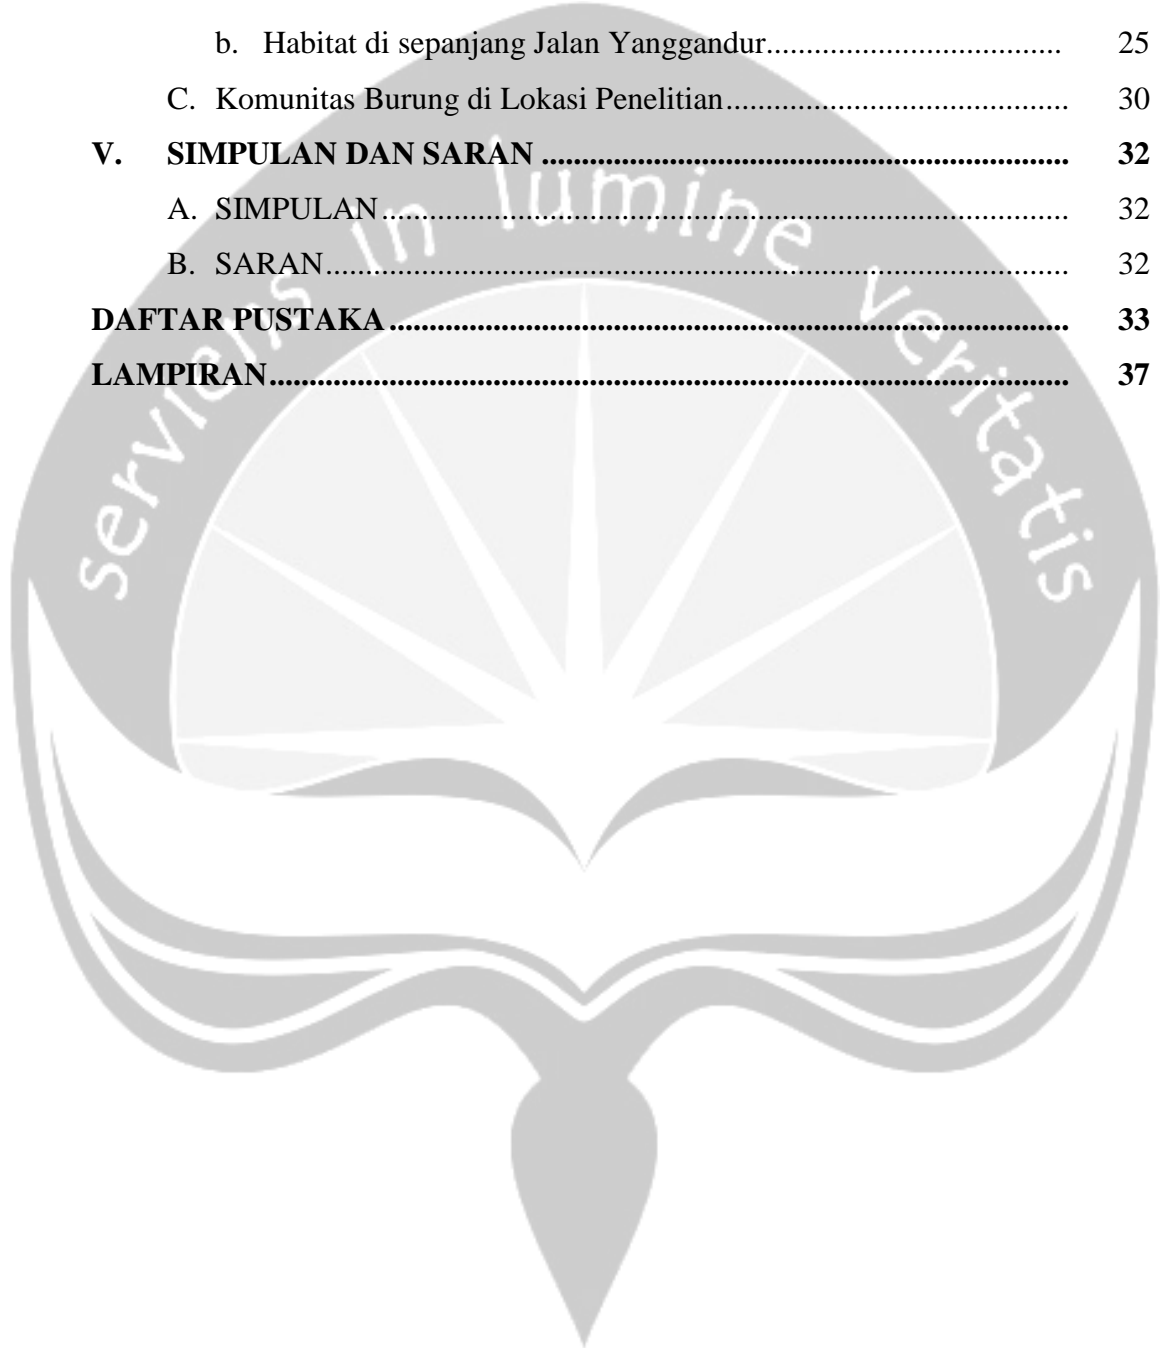 b. Habitat di sepanjang Jalan Yanggandur..................................... 25
C. Komunitas Burung di Lokasi Penelitian........................................... 30
V. SIMPULAN DAN SARAN .................................................................. 32
A. SIMPULAN...................................................................................... 32
B. SARAN............................................................................................. 32
DAFTAR PUSTAKA ..................................................................................... 33
LAMPIRAN.................................................................................................... 37
serviens in lumine veritatis